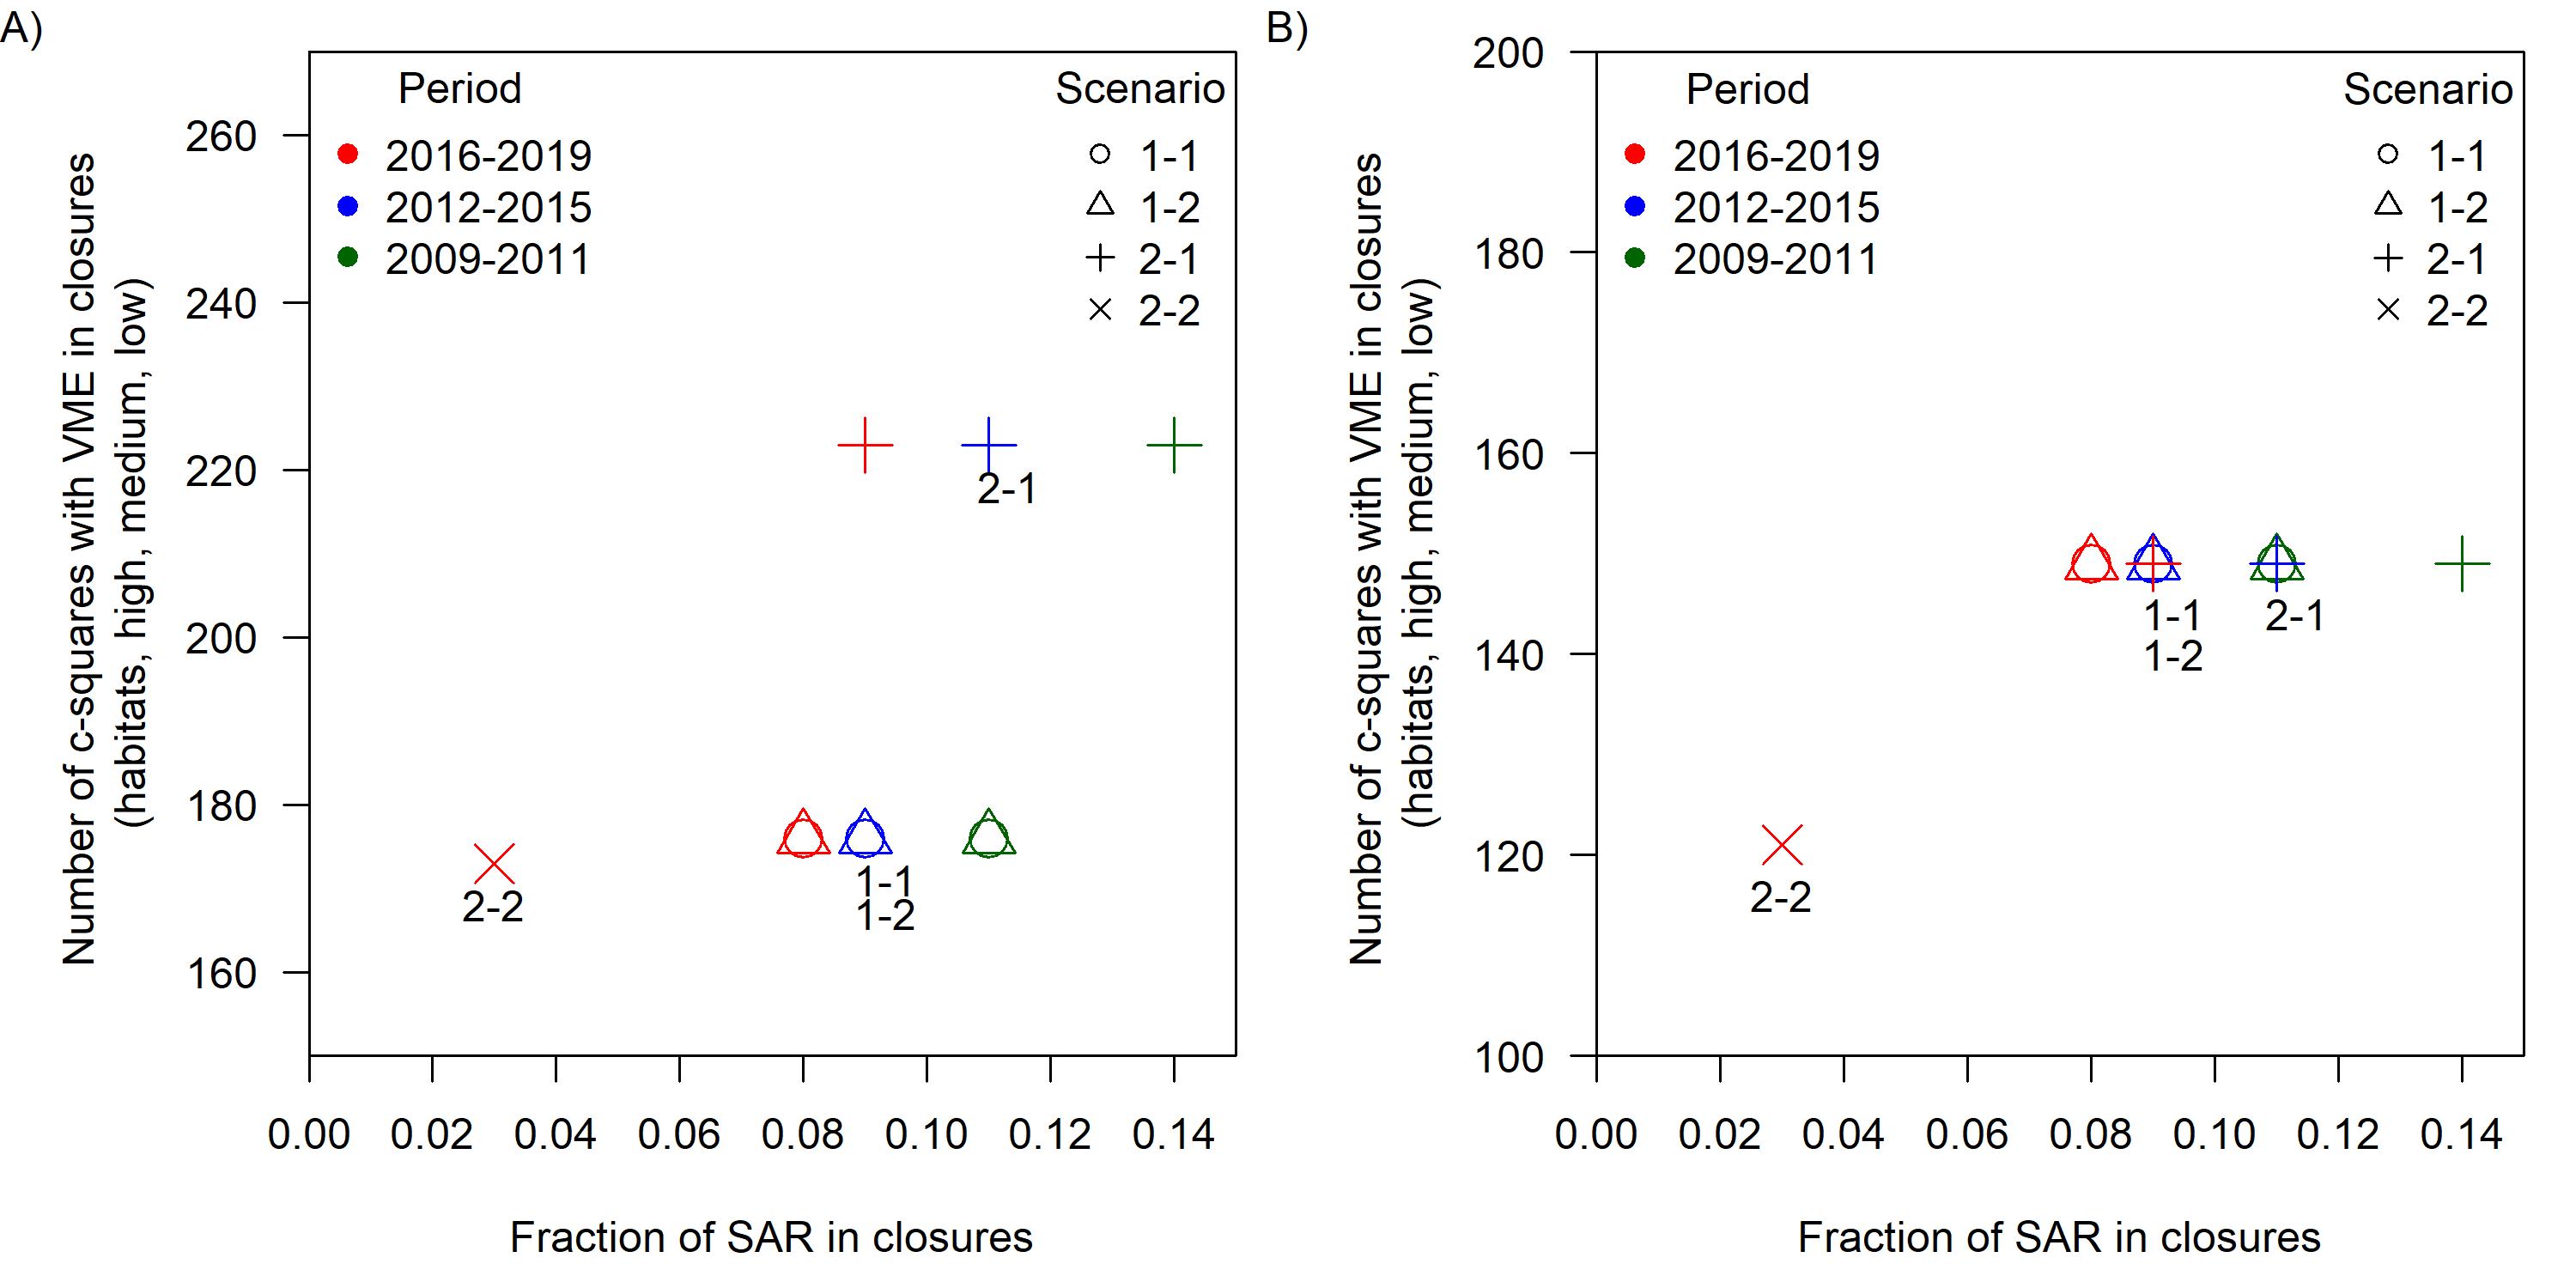 A)
Number of c-squares with VME in closures
(habitats, high, medium, low)
260
240
220
200
180
160
Period
2016-2019
2012-2015
2009-2011
Scenario
1-1
1-2
2-1
2-2
2-1
1-1
1-2
2-2
0.00 0.02 0.04 0.06 0.08 0.10 0.12 0.14
Fraction of SAR in closures
B)
Number of c-squares with VME in closures
(habitats, high, medium, low)
200
180
160
140
120
100
Period
2016-2019
2012-2015
2009-2011
Scenario
1-1
1-2
2-1
2-2
1-1 2-1
1-2
2-2
0.00 0.02 0.04 0.06 0.08 0.10 0.12 0.14
Fraction of SAR in closures